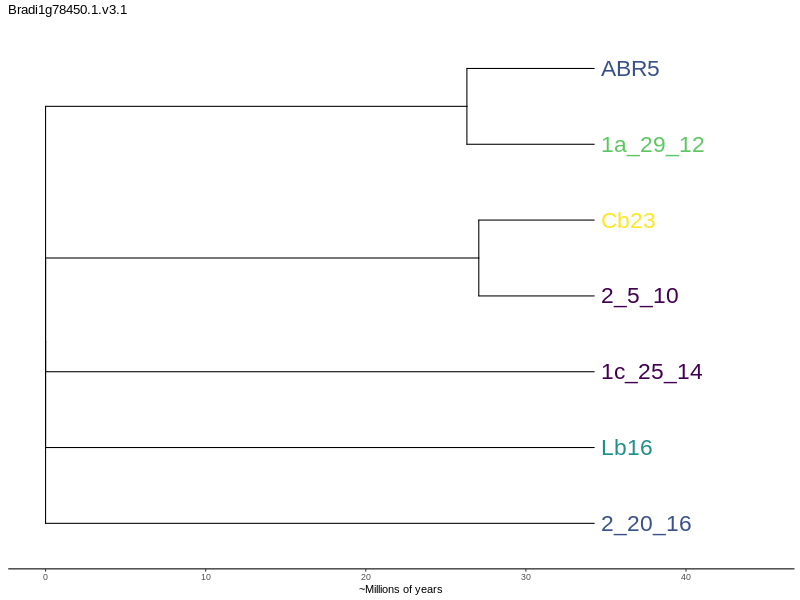 Bradi1g78450.1.v3.1
ABR5
1a_29_12
Cb23
2_5_10
1c_25_14
Lb16
2_20_16
0 10 20 30 40
~Millions of years